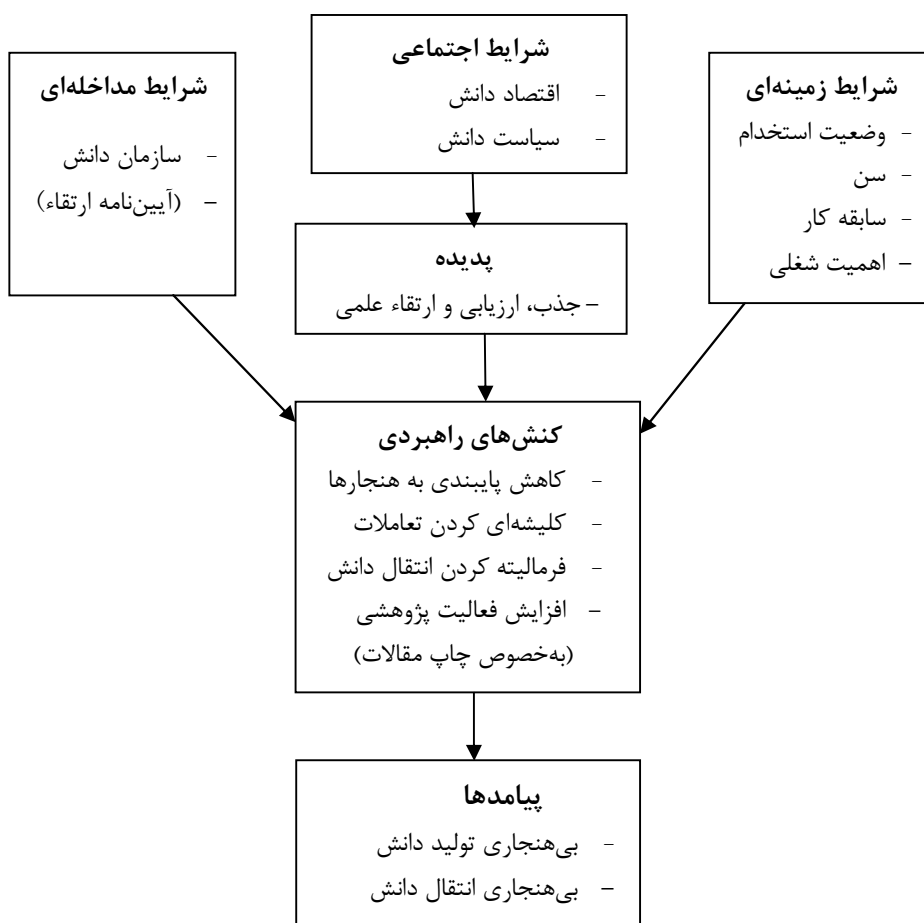 شرایط اجتماعی
- اقتصاد دانش
- سیاست دانش
شرایط زمینه‌ای
- وضعیت استخدام
- سن
- سابقه کار
- اهمیت شغلی
شرایط مداخله‌ای
- سازمان دانش
- (آیین‌نامه ارتقاء)
پدیده
- جذب، ارزیابی و ارتقاء علمی
کنش‌های راهبردی
- کاهش پایبندی به هنجارها
- کلیشه‌ای کردن تعاملات
- فرمالیته کردن انتقال دانش
- افزایش فعالیت پژوهشی
(به‌خصوص چاپ مقالات)
پیامدها
- بی‌هنجاری تولید دانش
- بی‌هنجاری انتقال دانش